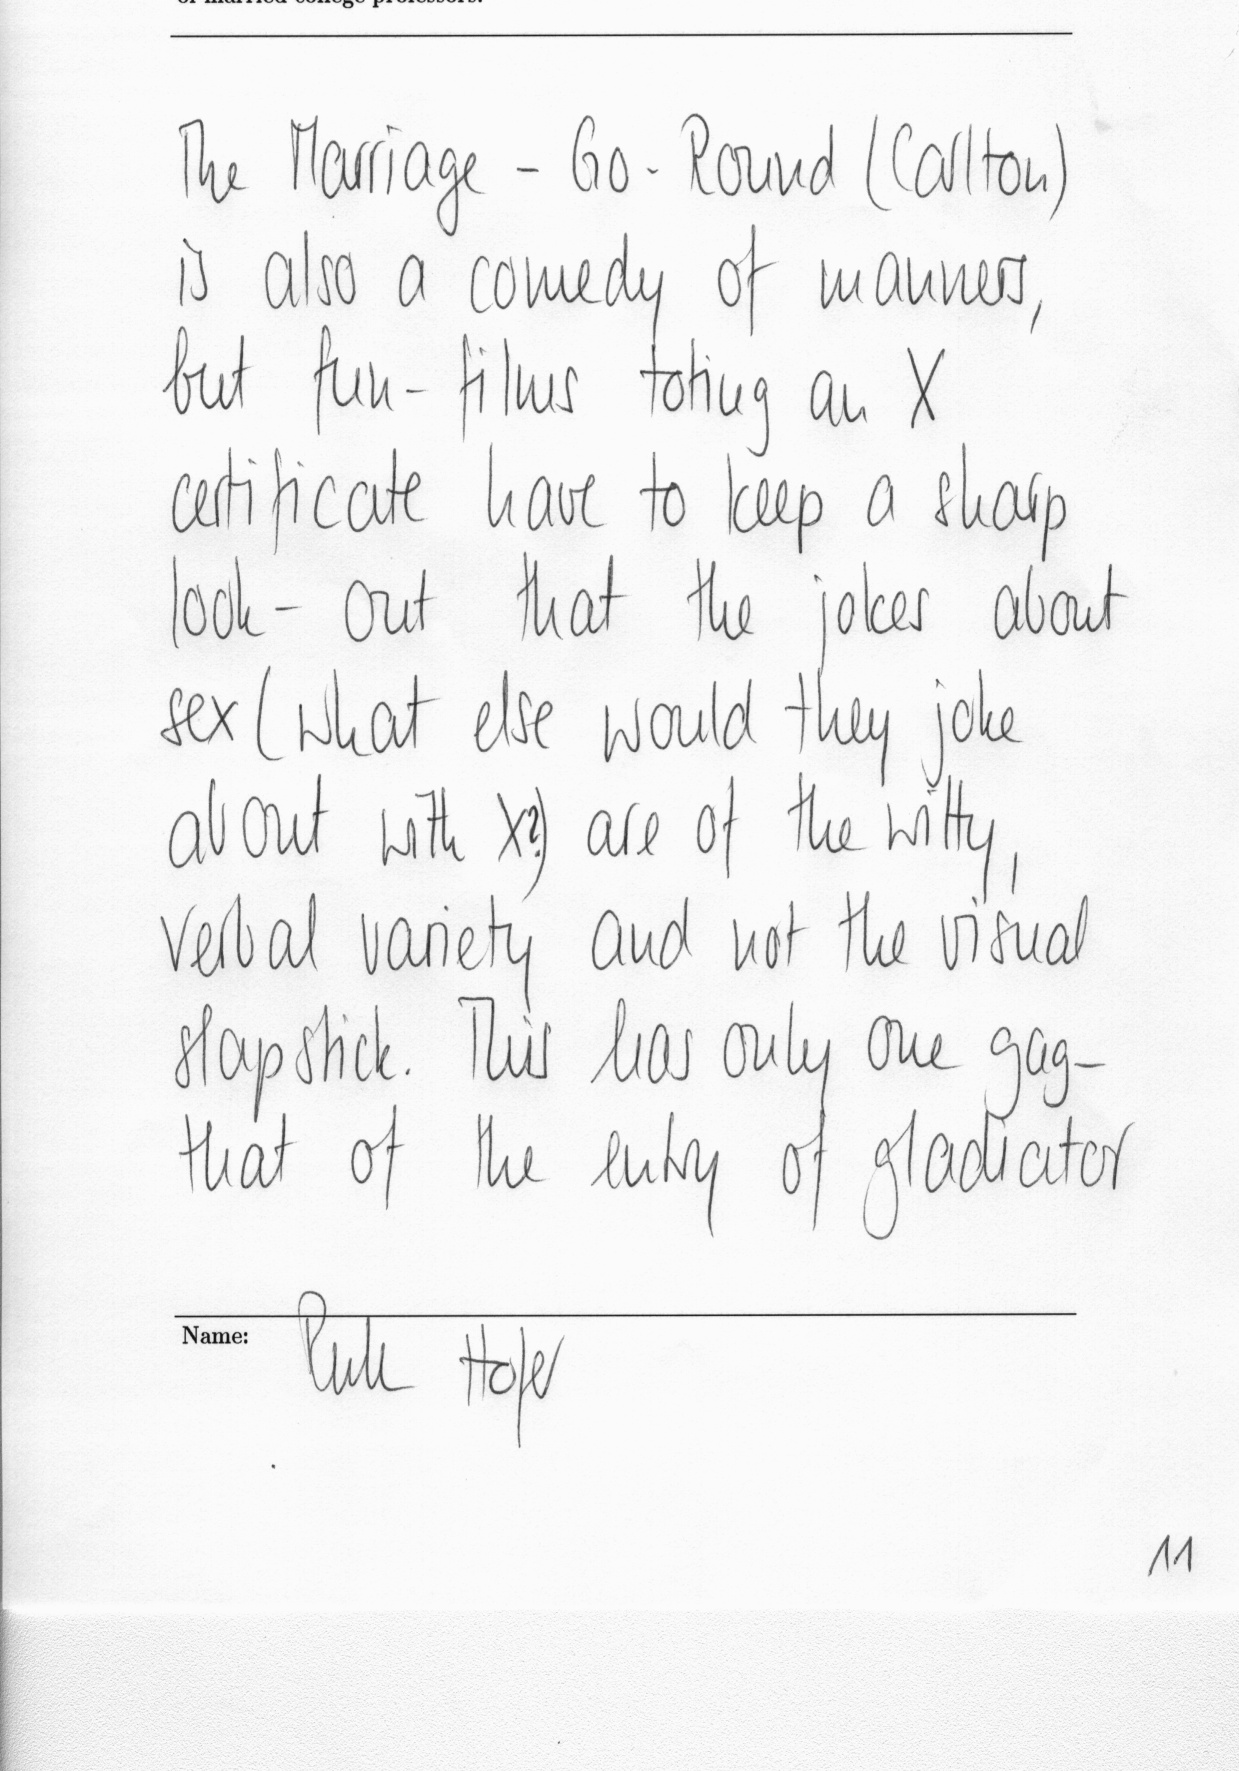 of married college professors.
The Marriage - Go - Round (Carlton)
is also a comedy of manners,
but fun - films toting an X
certificate have to keep a sharp
look - out that the jokes about
sex (what else would they joke
about with X?) are of the witty,
verbal variety and not the visual
slapstick. This has only one gag -
that of the entry of gladiator
Name: Hofer
11